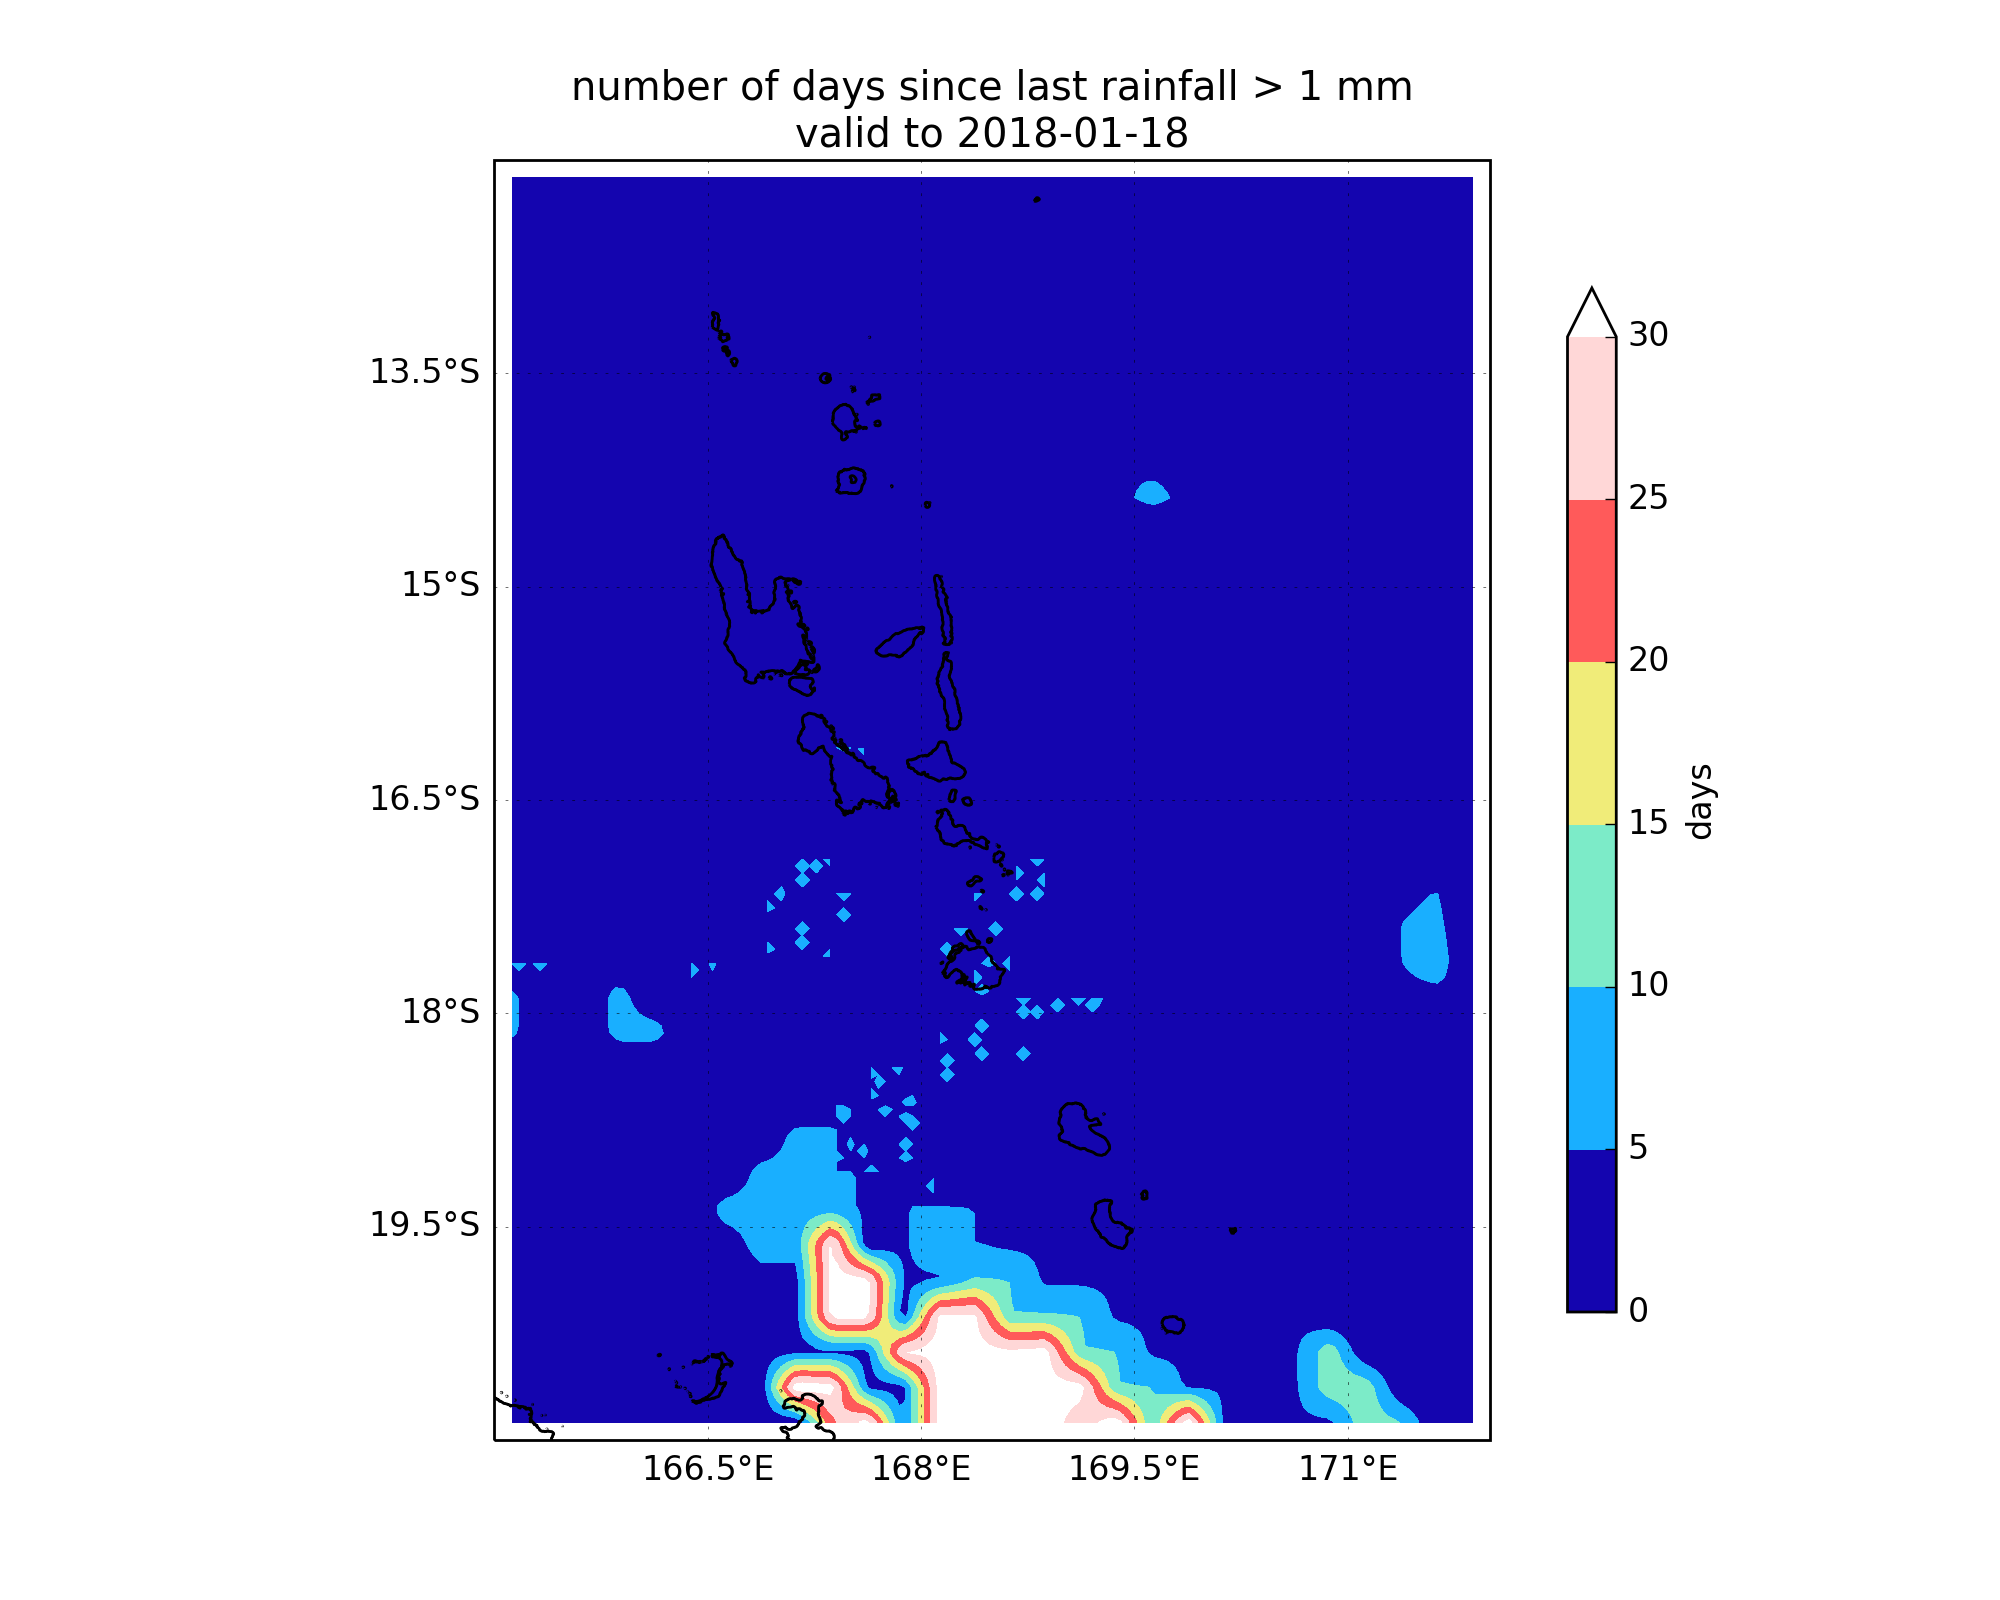 number of days since last rainfall > 1 mm
valid to 2018-01-18
13.5°S
15°S
16.5°S
18°S
19.5°S
166.5°E
168°E
169.5°E
171°E
30
25
20
15
10
5
0
days